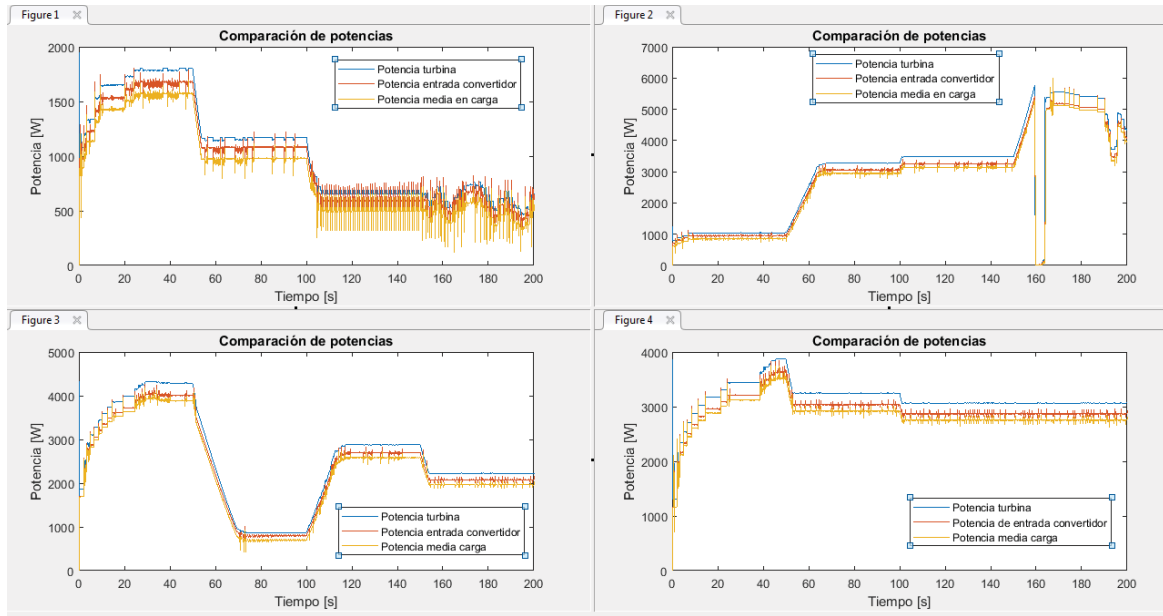 Figure 1
Comparación de potencias
2000
1500
1000
500
0
Potencia [W]
Potencia turbina
Potencia entrada convertidor
Potencia media en carga
0 20 40 60 80 100 120 140 160 180 200
Tiempo [s]
Figure 2
Comparación de potencias
7000
6000
5000
4000
3000
2000
1000
0
Potencia [W]
Potencia turbina
Potencia entrada convertidor
Potencia media en carga
0 20 40 60 80 100 120 140 160 180 200
Tiempo [s]
Figure 3
Comparación de potencias
5000
4000
3000
2000
1000
0
Potencia [W]
Potencia turbina
Potencia entrada convertidor
Potencia media carga
0 20 40 60 80 100 120 140 160 180 200
Tiempo [s]
Figure 4
Comparación de potencias
4000
3000
2000
1000
0
Potencia [W]
Potencia turbina
Potencia de entrada convertidor
Potencia media carga
0 20 40 60 80 100 120 140 160 180 200
Tiempo [s]